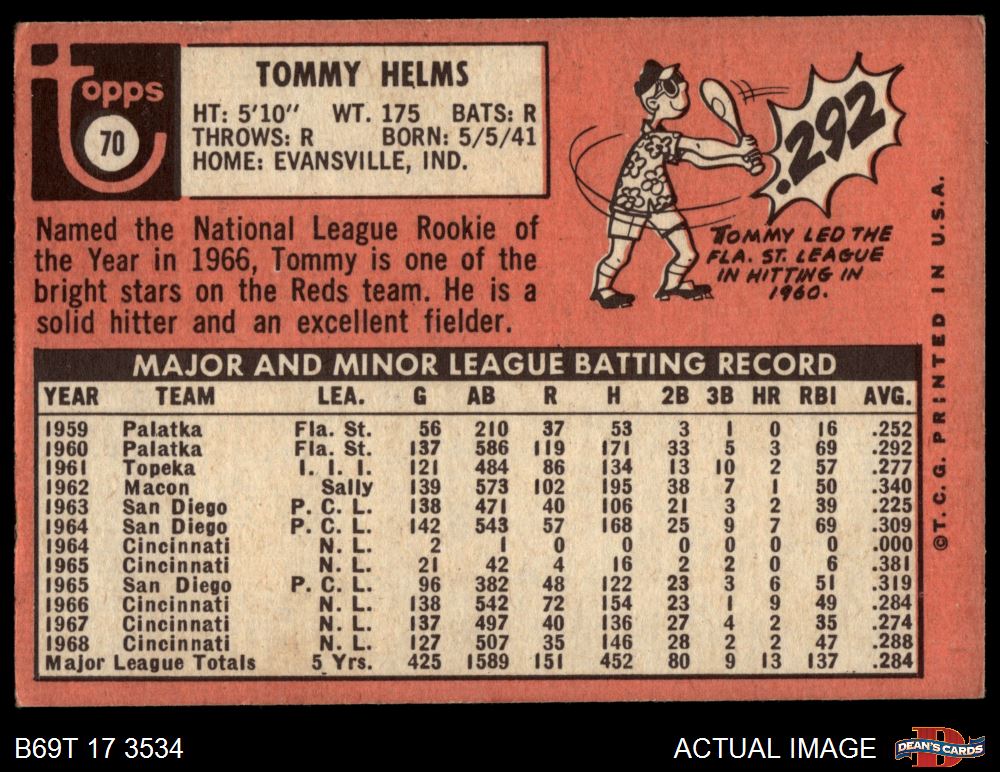 Topps
70
TOMMY HELMS
HT: 5'10" WT. 175 BATS: R
THROWS: R BORN: 5/5/41
HOME: EVANSVILLE, IND.
.292
TOMMY LED THE
FLA. ST. LEAGUE
IN HITTING IN
1960.
Named the National League Rookie of
the Year in 1966, Tommy is one of the
bright stars on the Reds team. He is a
solid hitter and an excellent fielder.
MAJOR AND MINOR LEAGUE BATTING RECORD
YEAR TEAM LEA. G AB R H 2B 3B HR RBI AVG.
1959 Palatka Fla. St. 56 210 37 53 3 1 0 16 .252
1960 Palatka Fla. St. 137 586 119 171 33 5 3 69 .292
1961 Topeka I. I. I. 121 484 86 134 13 10 2 57 .277
1962 Macon Sally 139 573 102 195 38 7 1 50 .340
1963 San Diego P. C. L. 138 471 40 106 21 3 2 39 .225
1964 San Diego P. C. L. 142 543 57 168 25 9 7 69 .309
1964 Cincinnati N. L. 2 1 0 0 0 0 0 0 .000
1965 Cincinnati N. L. 21 42 4 16 2 2 0 6 .381
1965 San Diego P. C. L. 96 382 48 122 23 3 6 51 .319
1966 Cincinnati N. L. 138 542 72 154 23 1 9 49 .284
1967 Cincinnati N. L. 137 497 40 136 27 4 2 35 .274
1968 Cincinnati N. L. 127 507 35 146 28 2 2 47 .288
Major League Totals 5 Yrs. 425 1589 151 452 80 9 13 137 .284
©T. C. G. PRINTED IN U.S.A.
B69T 17 3534
ACTUAL IMAGE
D
DEAN'S CARDS